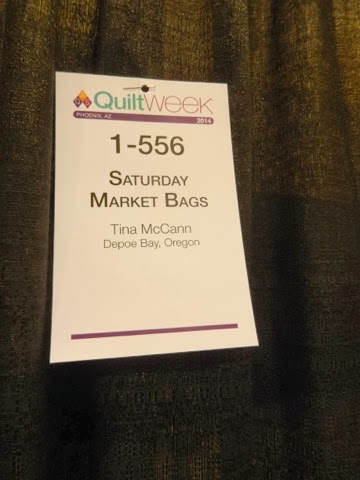 QuiltWeek
PHOENIX, AZ 2014
1-556
SATURDAY
MARKET BAGS
Tina McCann
Depoe Bay, Oregon